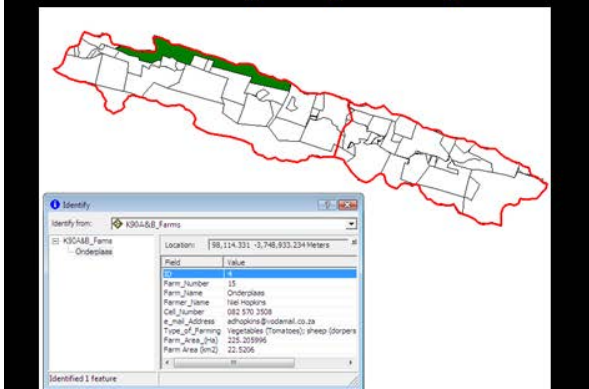 Identify
Identify from: K90A&B_Farms
K90A&B_Farms
Onderplaas
Location: 98,114.331 -3,748,933.234 Meters
Field Value
ID 4
Farm_Number 15
Farm_Name Onderplaas
Farmer_Name Niel Hopkins
Cell_Number 082 570 3508
e_mail_Address adhopkins@vodamail.co.za
Type_of_Farming Vegetables (Tomatoes); sheep (dorpers
Farm_Area_(Ha) 225.205996
Farm Area (km2) 22.5206
Identified 1 feature